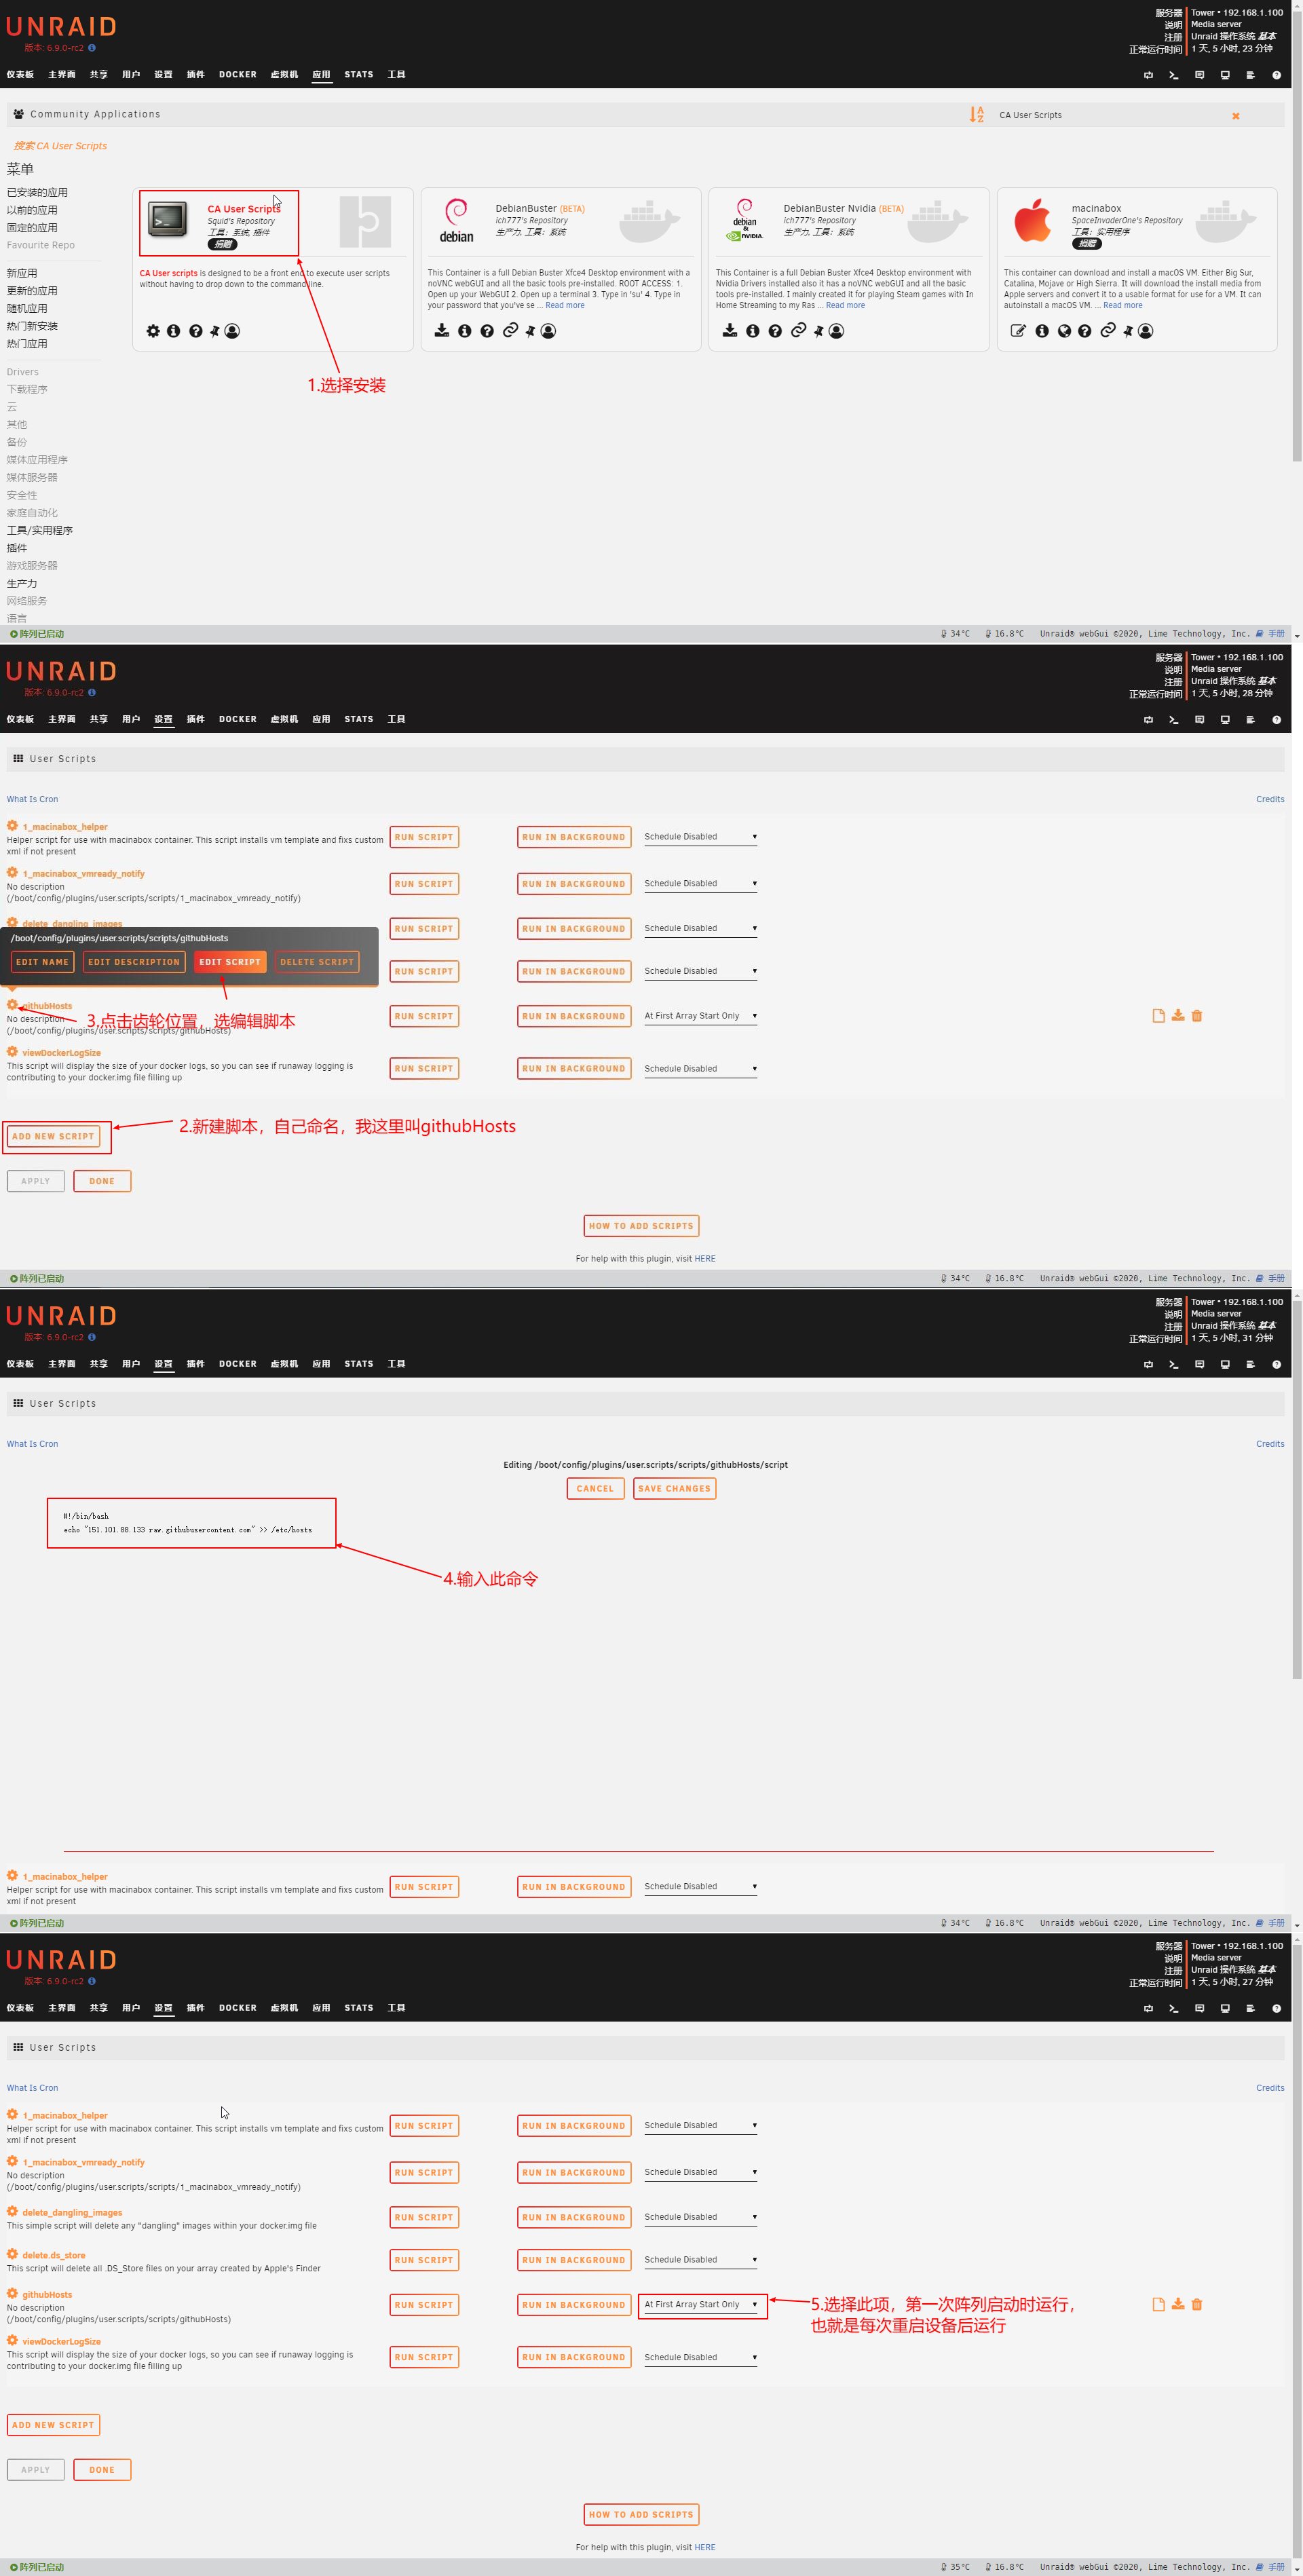 UNRAID
版本: 6.9.0-rc2
服务器 Tower • 192.168.1.100
说明 Media server
注册 Unraid 操作系统 基本
正常运行时间 1 天, 5 小时, 23 分钟
仪表板 主界面 共享 用户 设置 插件 DOCKER 虚拟机 应用 STATS 工具
Community Applications
CA User Scripts
搜索 CA User Scripts
菜单
已安装的应用
以前的应用
固定的应用
Favourite Repo
新应用
更新的应用
随机应用
热门新安装
热门应用
Drivers
下载程序
云
其他
备份
媒体应用程序
媒体服务器
安全性
家庭自动化
工具/实用程序
插件
游戏服务器
生产力
网络服务
语言
CA User Scripts
Squid's Repository
工具: 系统, 插件
捐赠
CA User scripts is designed to be a front end to execute user scripts
without having to drop down to the command line.
1.选择安装
DebianBuster (BETA)
ich777's Repository
生产力, 工具: 系统
debian
This Container is a full Debian Buster Xfce4 Desktop environment with a
noVNC webGUI and all the basic tools pre-installed. ROOT ACCESS: 1.
Open up your WebGUI 2. Open up a terminal 3. Type in 'su' 4. Type in
your password that you've se ... Read more
DebianBuster Nvidia (BETA)
ich777's Repository
生产力, 工具: 系统
debian
&
NVIDIA.
This Container is a full Debian Buster Xfce4 Desktop environment with
Nvidia Drivers installed also it has a noVNC webGUI and all the basic
tools pre-installed. I mainly created it for playing Steam games with In
Home Streaming to my Ras ... Read more
macinabox
SpaceInvaderOne's Repository
工具: 实用程序
捐赠
This container can download and install a macOS VM. Either Big Sur,
Catalina, Mojave or High Sierra. It will download the install media from
Apple servers and convert it to a usable format for use for a VM. It can
autoinstall a macOS VM. ... Read more
阵列已启动
34°C 16.8°C Unraid® webGui ©2020, Lime Technology, Inc. 手册
UNRAID
版本: 6.9.0-rc2
服务器 Tower • 192.168.1.100
说明 Media server
注册 Unraid 操作系统 基本
正常运行时间 1 天, 5 小时, 28 分钟
仪表板 主界面 共享 用户 设置 插件 DOCKER 虚拟机 应用 STATS 工具
User Scripts
What Is Cron
Credits
1_macinabox_helper
Helper script for use with macinabox container. This script installs vm template and fixs custom
xml if not present
RUN SCRIPT RUN IN BACKGROUND Schedule Disabled
1_macinabox_vmready_notify
No description
(/boot/config/plugins/user.scripts/scripts/1_macinabox_vmready_notify)
RUN SCRIPT RUN IN BACKGROUND Schedule Disabled
delete_dangling_images
RUN SCRIPT RUN IN BACKGROUND Schedule Disabled
/boot/config/plugins/user.scripts/scripts/githubHosts
EDIT NAME EDIT DESCRIPTION EDIT SCRIPT DELETE SCRIPT
RUN SCRIPT RUN IN BACKGROUND Schedule Disabled
githubHosts
No description
(/boot/config/plugins/user.scripts/scripts/githubHosts)
3.点击齿轮位置，选编辑脚本
RUN SCRIPT RUN IN BACKGROUND At First Array Start Only
viewDockerLogSize
This script will display the size of your docker logs, so you can see if runaway logging is
contributing to your docker.img file filling up
RUN SCRIPT RUN IN BACKGROUND Schedule Disabled
ADD NEW SCRIPT
2.新建脚本，自己命名，我这里叫githubHosts
APPLY DONE
HOW TO ADD SCRIPTS
For help with this plugin, visit HERE
阵列已启动
34°C 16.8°C Unraid® webGui ©2020, Lime Technology, Inc. 手册
UNRAID
版本: 6.9.0-rc2
服务器 Tower • 192.168.1.100
说明 Media server
注册 Unraid 操作系统 基本
正常运行时间 1 天, 5 小时, 31 分钟
仪表板 主界面 共享 用户 设置 插件 DOCKER 虚拟机 应用 STATS 工具
User Scripts
What Is Cron
Credits
Editing /boot/config/plugins/user.scripts/scripts/githubHosts/script
CANCEL SAVE CHANGES
#!/bin/bash
echo "151.101.88.133 raw.githubusercontent.com" >> /etc/hosts
4.输入此命令
1_macinabox_helper
Helper script for use with macinabox container. This script installs vm template and fixs custom
xml if not present
RUN SCRIPT RUN IN BACKGROUND Schedule Disabled
阵列已启动
34°C 16.8°C Unraid® webGui ©2020, Lime Technology, Inc. 手册
UNRAID
版本: 6.9.0-rc2
服务器 Tower • 192.168.1.100
说明 Media server
注册 Unraid 操作系统 基本
正常运行时间 1 天, 5 小时, 27 分钟
仪表板 主界面 共享 用户 设置 插件 DOCKER 虚拟机 应用 STATS 工具
User Scripts
What Is Cron
Credits
1_macinabox_helper
Helper script for use with macinabox container. This script installs vm template and fixs custom
xml if not present
RUN SCRIPT RUN IN BACKGROUND Schedule Disabled
1_macinabox_vmready_notify
No description
(/boot/config/plugins/user.scripts/scripts/1_macinabox_vmready_notify)
RUN SCRIPT RUN IN BACKGROUND Schedule Disabled
delete_dangling_images
This simple script will delete any "dangling" images within your docker.img file
RUN SCRIPT RUN IN BACKGROUND Schedule Disabled
delete.ds_store
This script will delete all .DS_Store files on your array created by Apple's Finder
RUN SCRIPT RUN IN BACKGROUND Schedule Disabled
githubHosts
No description
(/boot/config/plugins/user.scripts/scripts/githubHosts)
RUN SCRIPT RUN IN BACKGROUND At First Array Start Only
5.选择此项，第一次阵列启动时运行，
也就是每次重启设备后运行
viewDockerLogSize
This script will display the size of your docker logs, so you can see if runaway logging is
contributing to your docker.img file filling up
RUN SCRIPT RUN IN BACKGROUND Schedule Disabled
ADD NEW SCRIPT
APPLY DONE
HOW TO ADD SCRIPTS
For help with this plugin, visit HERE
阵列已启动
35°C 16.8°C Unraid® webGui ©2020, Lime Technology, Inc. 手册